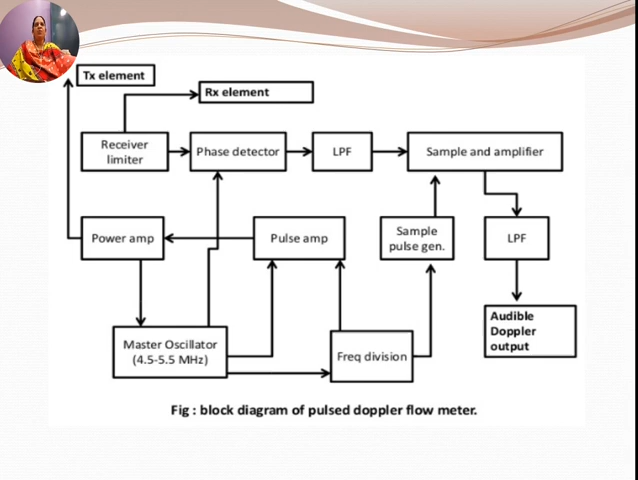 Tx element
Rx element
Receiver
limiter
Phase detector
LPF
Sample and amplifier
Power amp
Pulse amp
Sample
pulse gen.
LPF
Master Oscillator
(4.5-5.5 MHz)
Freq division
Audible
Doppler
output
Fig : block diagram of pulsed doppler flow meter.